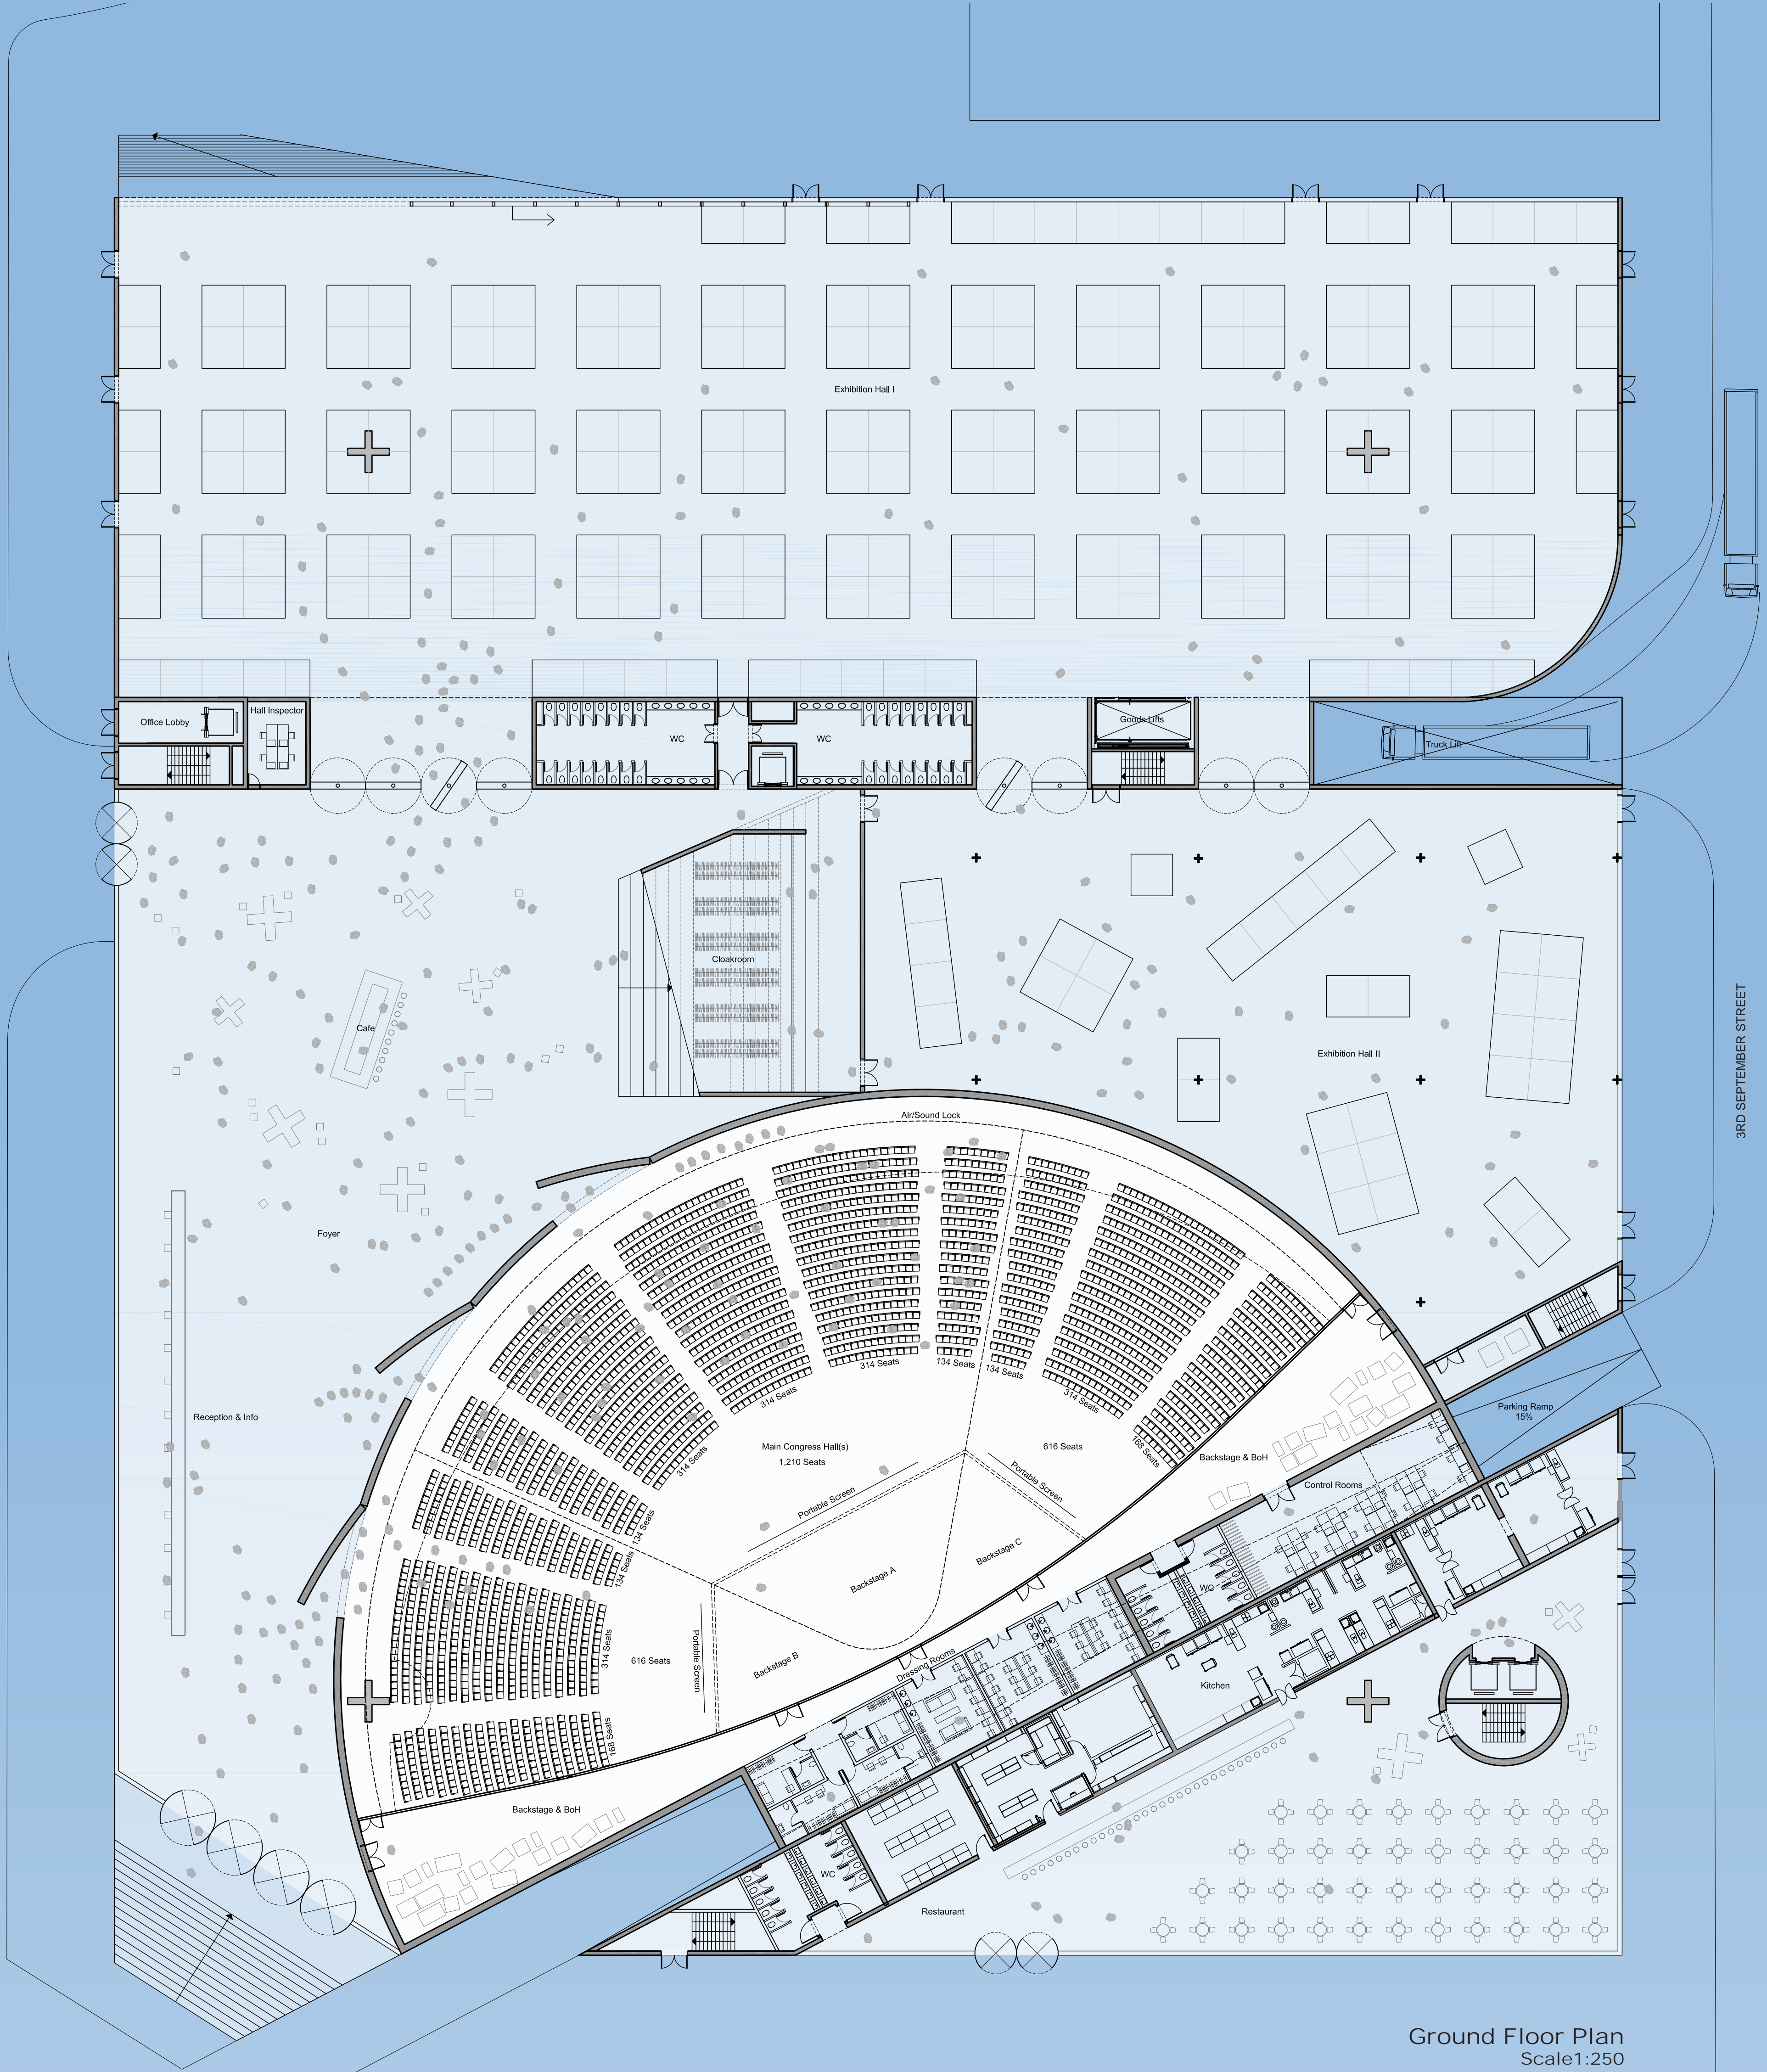 Exhibition Hall I
Office Lobby
Hall Inspector
WC
WC
Goods Lifts
Truck Lift
Cloakroom
Cafe
Exhibition Hall II
3RD SEPTEMBER STREET
Air/Sound Lock
Foyer
314 Seats
134 Seats
134 Seats
314 Seats
314 Seats
314 Seats
168 Seats
Reception & Info
Main Congress Hall(s)
1,210 Seats
616 Seats
Portable Screen
Portable Screen
Backstage & BoH
Parking Ramp
15%
Control Rooms
134 Seats
134 Seats
Backstage C
Backstage A
WC
314 Seats
616 Seats
Portable Screen
Backstage B
Dressing Rooms
Kitchen
168 Seats
Backstage & BoH
WC
Restaurant
Ground Floor Plan
Scale1:250